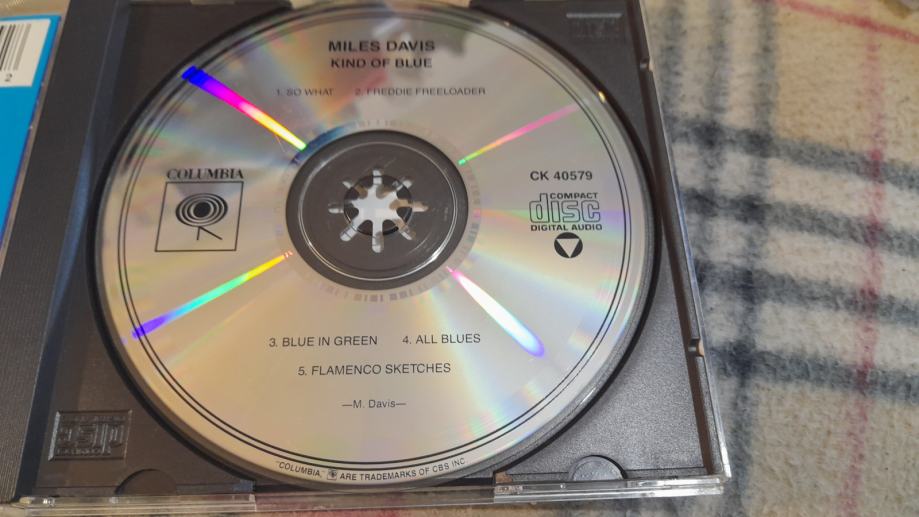 MILES DAVIS
KIND OF BLUE
1. SO WHAT 2. FREDDIE FREELOADER
COLUMBIA
CK 40579
COMPACT
disc
DIGITAL AUDIO
3. BLUE IN GREEN 4. ALL BLUES
5. FLAMENCO SKETCHES
—M. Davis—
"COLUMBIA," ARE TRADEMARKS OF CBS INC.
2